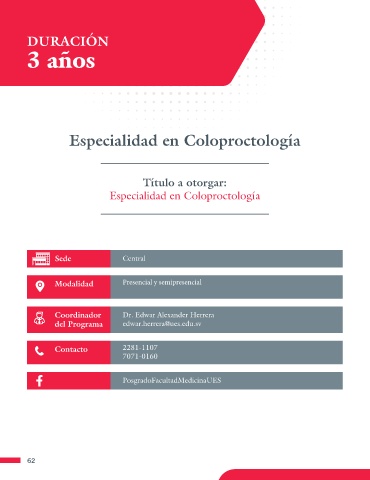 DURACIÓN
3 años
Especialidad en Coloproctología
Título a otorgar:
Especialidad en Coloproctología
Sede
Central
Modalidad
Presencial y semipresencial
Coordinador
del Programa
Dr. Edwar Alexander Herrera
edwar.herrera@ues.edu.sv
Contacto
2281-1107
7071-0160
PosgradoFacultadMedicinaUES
62